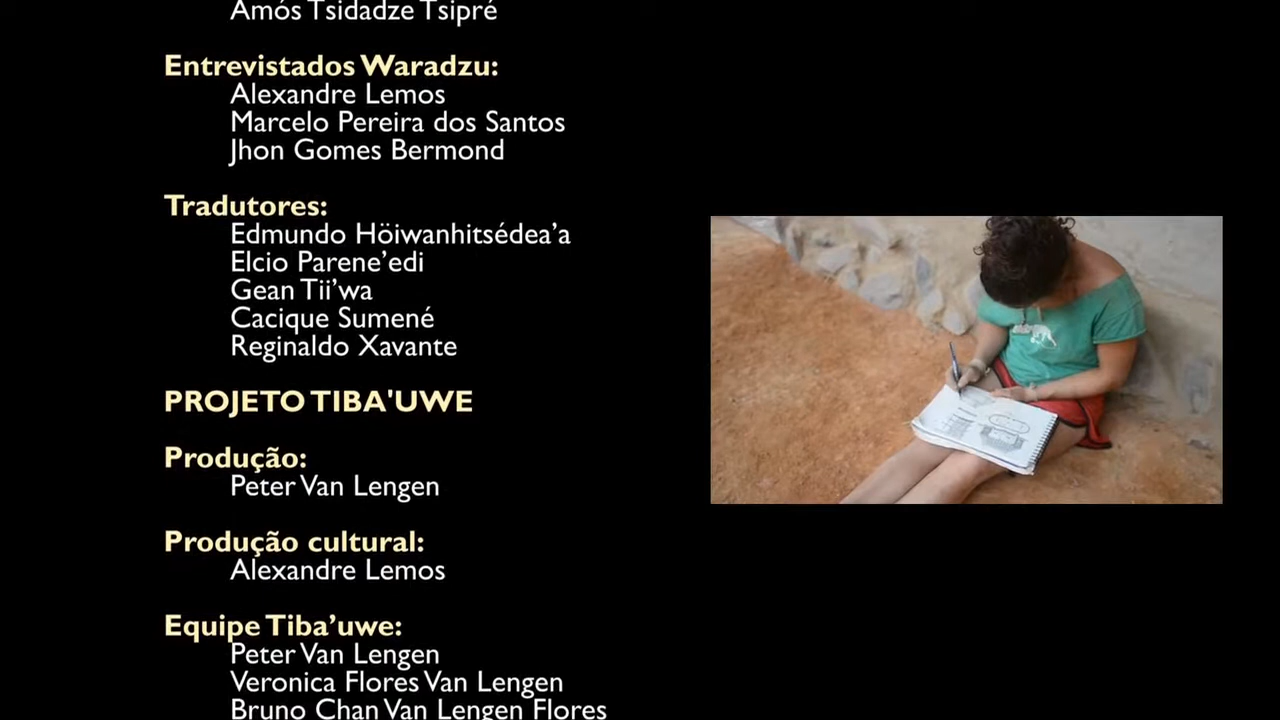 Amós Tsidadze Tsipré
Entrevistados Waradzu:
Alexandre Lemos
Marcelo Pereira dos Santos
Jhon Gomes Bermond
Tradutores:
Edmundo Höiwanhitsédea’a
Elcio Parene’edi
Gean Tii’wa
Cacique Sumené
Reginaldo Xavante
PROJETO TIBA'UWE
Produção:
Peter Van Lengen
Produção cultural:
Alexandre Lemos
Equipe Tiba’uwe:
Peter Van Lengen
Veronica Flores Van Lengen
Bruno Chan Van Lengen Flores